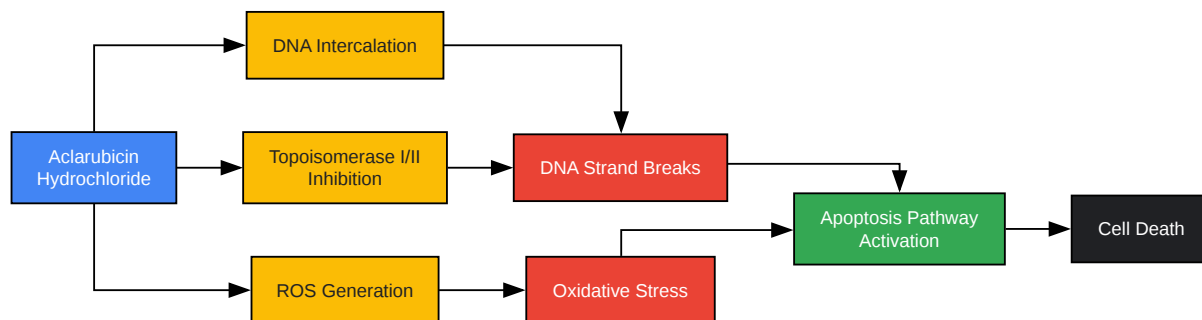 DNA Intercalation
Aclarubicin
Hydrochloride
Topoisomerase I/II
Inhibition
DNA Strand Breaks
Apoptosis Pathway
Activation
Cell Death
ROS Generation
Oxidative Stress